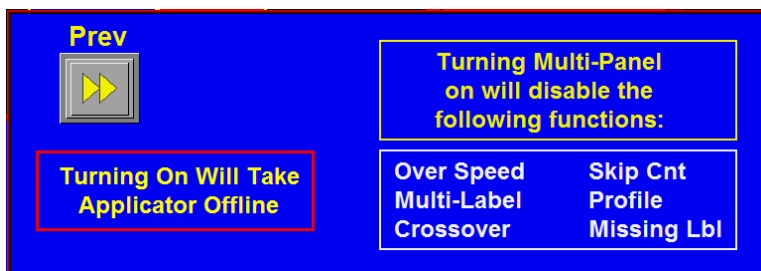 Prev
Turning On Will Take
Applicator Offline
Turning Multi-Panel
on will disable the
following functions:
Over Speed Skip Cnt
Multi-Label Profile
Crossover Missing Lbl